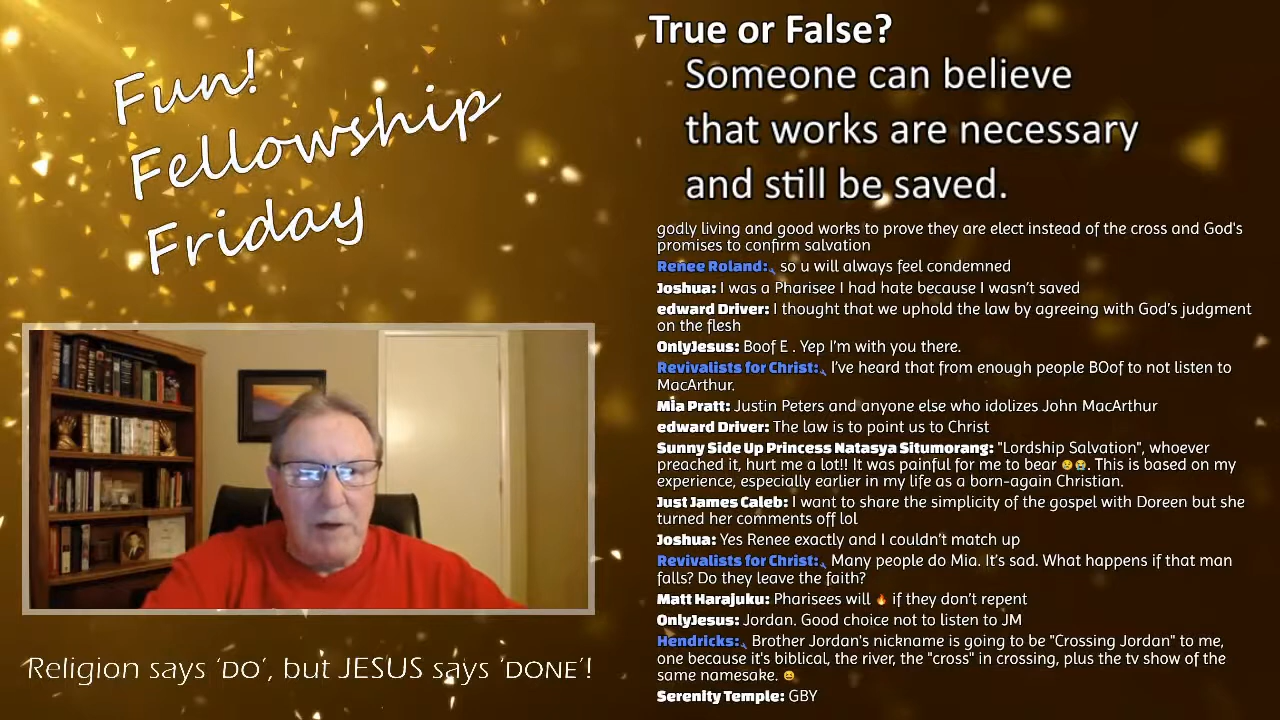 Fun!
Fellowship
Friday
Religion says ‘DO’, but JESUS says ‘DONE’!
True or False?
Someone can believe
that works are necessary
and still be saved.
godly living and good works to prove they are elect instead of the cross and God's
promises to confirm salvation
Renee Roland: so u will always feel condemned
Joshua: I was a Pharisee I had hate because I wasn’t saved
edward Driver: I thought that we uphold the law by agreeing with God’s judgment
on the flesh
OnlyJesus: Boof E . Yep I’m with you there.
Revivalists for Christ: I’ve heard that from enough people BOof to not listen to
MacArthur.
Mia Pratt: Justin Peters and anyone else who idolizes John MacArthur
edward Driver: The law is to point us to Christ
Sunny Side Up Princess Natasya Situmorang: "Lordship Salvation", whoever
preached it, hurt me a lot!! It was painful for me to bear 😢😭. This is based on my
experience, especially earlier in my life as a born-again Christian.
Just James Caleb: I want to share the simplicity of the gospel with Doreen but she
turned her comments off lol
Joshua: Yes Renee exactly and I couldn’t match up
Revivalists for Christ: Many people do Mia. It’s sad. What happens if that man
falls? Do they leave the faith?
Matt Harajuku: Pharisees will 🔥 if they don’t repent
OnlyJesus: Jordan. Good choice not to listen to JM
Hendricks: Brother Jordan's nickname is going to be "Crossing Jordan" to me,
one because it's biblical, the river, the "cross" in crossing, plus the tv show of the
same namesake. 😄
Serenity Temple: GBY